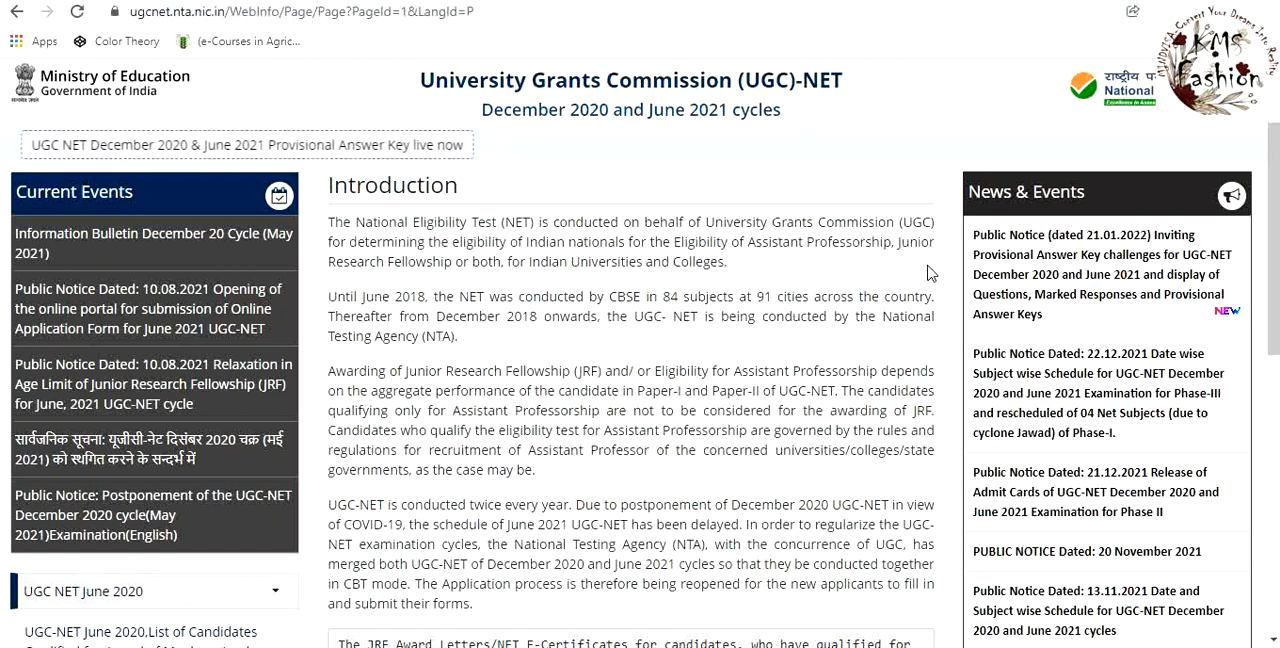 ugcnet.nta.nic.in/WebInfo/Page/Page?PageId=1&LangId=P
Apps Color Theory (e-Courses in Agric...
Ministry of Education
Government of India
University Grants Commission (UGC)-NET
December 2020 and June 2021 cycles
राष्ट्रीय
National
Excellence in Assess
KMS
Fashion
Convert Your Dreams Into Reality
UGC NET December 2020 & June 2021 Provisional Answer Key live now
Current Events
Information Bulletin December 20 Cycle (May
2021)
Public Notice Dated: 10.08.2021 Opening of
the online portal for submission of Online
Application Form for June 2021 UGC-NET
Public Notice Dated: 10.08.2021 Relaxation in
Age Limit of Junior Research Fellowship (JRF)
for June, 2021 UGC-NET cycle
सार्वजनिक सूचना: यूजीसी-नेट दिसंबर 2020 चक्र (मई
2021) को स्थगित करने के सन्दर्भ में
Public Notice: Postponement of the UGC-NET
December 2020 cycle(May
2021)Examination(English)
UGC NET June 2020
UGC-NET June 2020,List of Candidates
Introduction
The National Eligibility Test (NET) is conducted on behalf of University Grants Commission (UGC)
for determining the eligibility of Indian nationals for the Eligibility of Assistant Professorship, Junior
Research Fellowship or both, for Indian Universities and Colleges.
Until June 2018, the NET was conducted by CBSE in 84 subjects at 91 cities across the country.
Thereafter from December 2018 onwards, the UGC- NET is being conducted by the National
Testing Agency (NTA).
Awarding of Junior Research Fellowship (JRF) and/ or Eligibility for Assistant Professorship depends
on the aggregate performance of the candidate in Paper-I and Paper-II of UGC-NET. The candidates
qualifying only for Assistant Professorship are not to be considered for the awarding of JRF.
Candidates who qualify the eligibility test for Assistant Professorship are governed by the rules and
regulations for recruitment of Assistant Professor of the concerned universities/colleges/state
governments, as the case may be.
UGC-NET is conducted twice every year. Due to postponement of December 2020 UGC-NET in view
of COVID-19, the schedule of June 2021 UGC-NET has been delayed. In order to regularize the UGC-
NET examination cycles, the National Testing Agency (NTA), with the concurrence of UGC, has
merged both UGC-NET of December 2020 and June 2021 cycles so that they be conducted together
in CBT mode. The Application process is therefore being reopened for the new applicants to fill in
and submit their forms.
The JRF Award Letters/NET E-Certificates for candidates, who have qualified for
News & Events
Public Notice (dated 21.01.2022) Inviting
Provisional Answer Key challenges for UGC-NET
December 2020 and June 2021 and display of
Questions, Marked Responses and Provisional
Answer Keys NEW
Public Notice Dated: 22.12.2021 Date wise
Subject wise Schedule for UGC-NET December
2020 and June 2021 Examination for Phase-III
and rescheduled of 04 Net Subjects (due to
cyclone Jawad) of Phase-I.
Public Notice Dated: 21.12.2021 Release of
Admit Cards of UGC-NET December 2020 and
June 2021 Examination for Phase II
PUBLIC NOTICE Dated: 20 November 2021
Public Notice Dated: 13.11.2021 Date and
Subject wise Schedule for UGC-NET December
2020 and June 2021 cycles